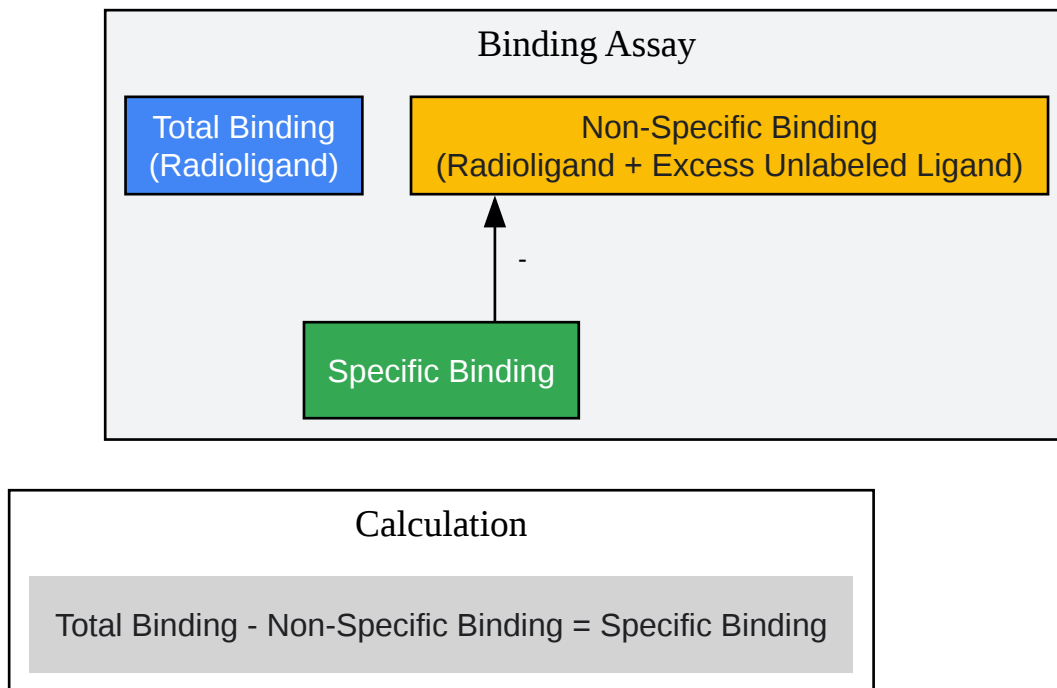 Binding Assay
Total Binding
(Radioligand)
Non-Specific Binding
(Radioligand + Excess Unlabeled Ligand)
-
Specific Binding
Calculation
Total Binding - Non-Specific Binding = Specific Binding